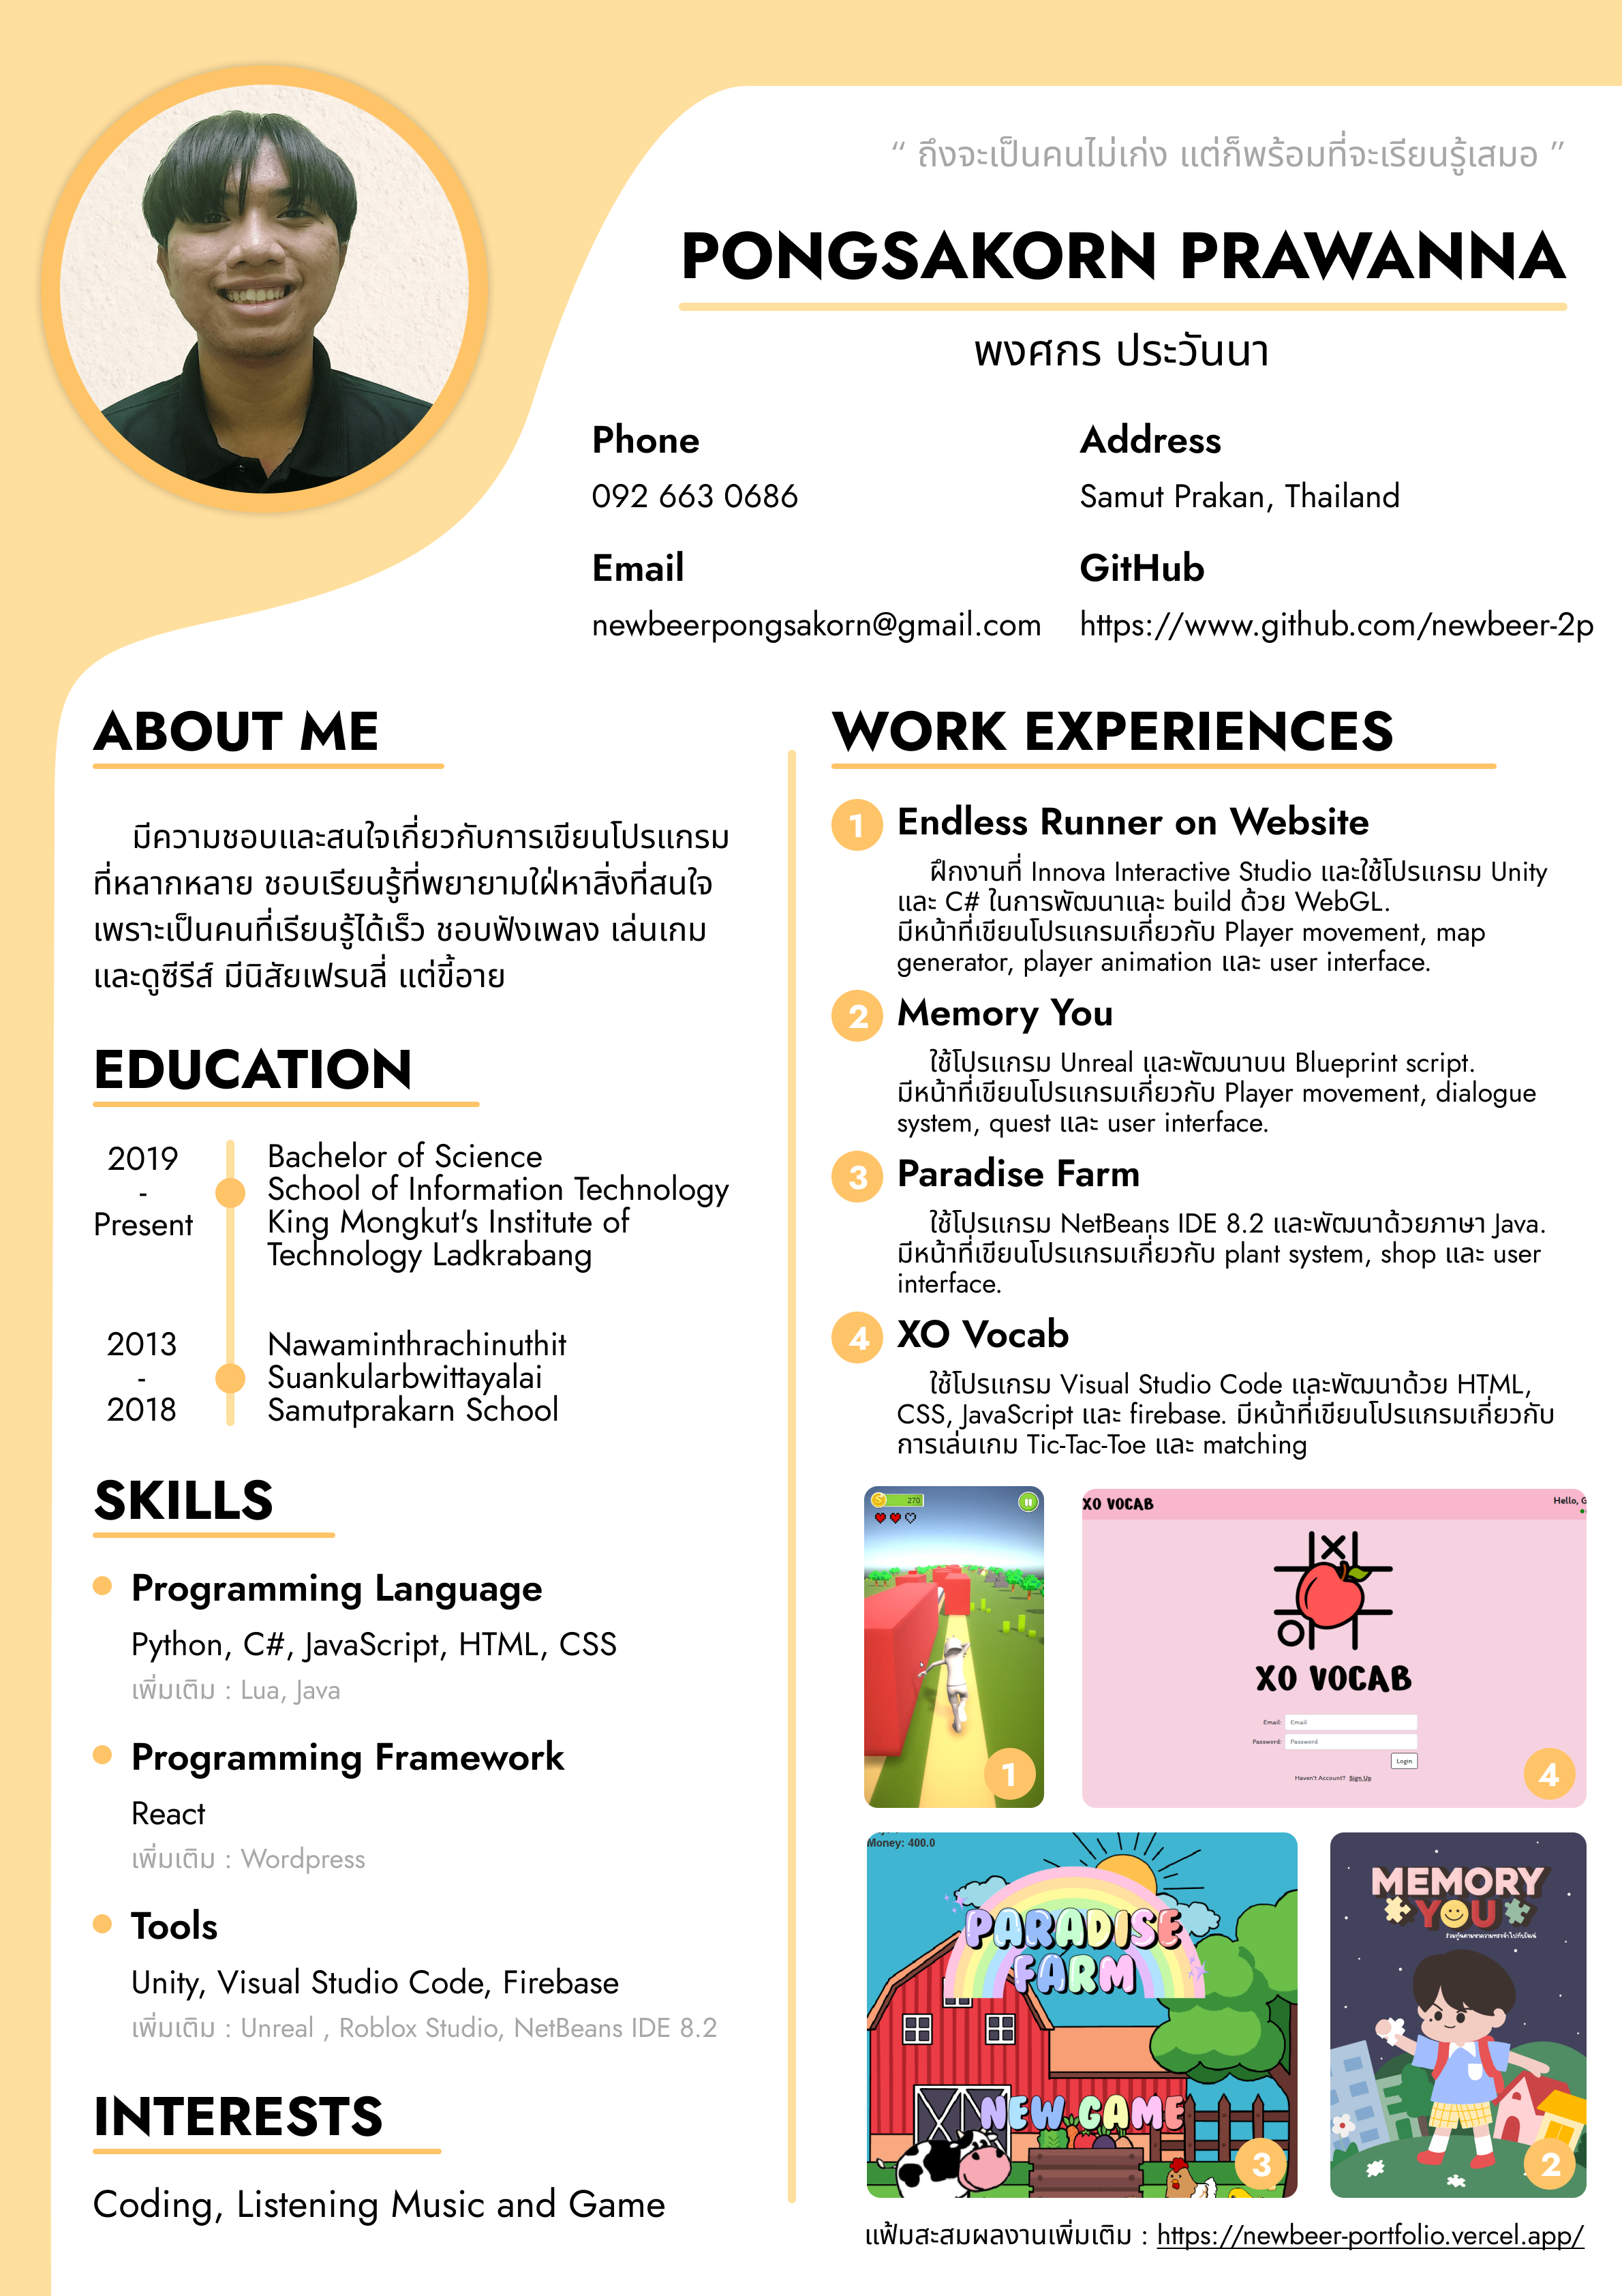 “ ถึงจะเป็นคนไม่เก่ง แต่ก็พร้อมที่จะเรียนรู้เสมอ ”
PONGSAKORN PRAWANNA
พงศกร ประวันนา
Phone
092 663 0686
Address
Samut Prakan, Thailand
Email
newbeerpongsakorn@gmail.com
GitHub
https://www.github.com/newbeer-2p
ABOUT ME
มีความชอบและสนใจเกี่ยวกับการเขียนโปรแกรม
ที่หลากหลาย ชอบเรียนรู้ที่พยายามใฝ่หาสิ่งที่สนใจ
เพราะเป็นคนที่เรียนรู้ได้เร็ว ชอบฟังเพลง เล่นเกม
และดูซีรีส์ มีนิสัยเฟรนลี่ แต่ขี้อาย
EDUCATION
2019
-
Present
Bachelor of Science
School of Information Technology
King Mongkut's Institute of
Technology Ladkrabang
2013
-
2018
Nawaminthrachinuthit
Suankularbwittayalai
Samutprakarn School
SKILLS
Programming Language
Python, C#, JavaScript, HTML, CSS
เพิ่มเติม : Lua, Java
Programming Framework
React
เพิ่มเติม : Wordpress
Tools
Unity, Visual Studio Code, Firebase
เพิ่มเติม : Unreal , Roblox Studio, NetBeans IDE 8.2
INTERESTS
Coding, Listening Music and Game
WORK EXPERIENCES
1 Endless Runner on Website
ฝึกงานที่ Innova Interactive Studio และใช้โปรแกรม Unity
และ C# ในการพัฒนาและ build ด้วย WebGL.
มีหน้าที่เขียนโปรแกรมเกี่ยวกับ Player movement, map
generator, player animation และ user interface.
2 Memory You
ใช้โปรแกรม Unreal และพัฒนาบน Blueprint script.
มีหน้าที่เขียนโปรแกรมเกี่ยวกับ Player movement, dialogue
system, quest และ user interface.
3 Paradise Farm
ใช้โปรแกรม NetBeans IDE 8.2 และพัฒนาด้วยภาษา Java.
มีหน้าที่เขียนโปรแกรมเกี่ยวกับ plant system, shop และ user
interface.
4 XO Vocab
ใช้โปรแกรม Visual Studio Code และพัฒนาด้วย HTML,
CSS, JavaScript และ firebase. มีหน้าที่เขียนโปรแกรมเกี่ยวกับ
การเล่นเกม Tic-Tac-Toe และ matching
270
1
XO VOCAB
Hello, G
XO VOCAB
Email: Email
Password: Password
Login
Haven't Account? Sign Up
4
Money: 400.0
PARADISE
FARM
NEW GAME
3
MEMORY
YOU
2
แฟ้มสะสมผลงานเพิ่มเติม : https://newbeer-portfolio.vercel.app/